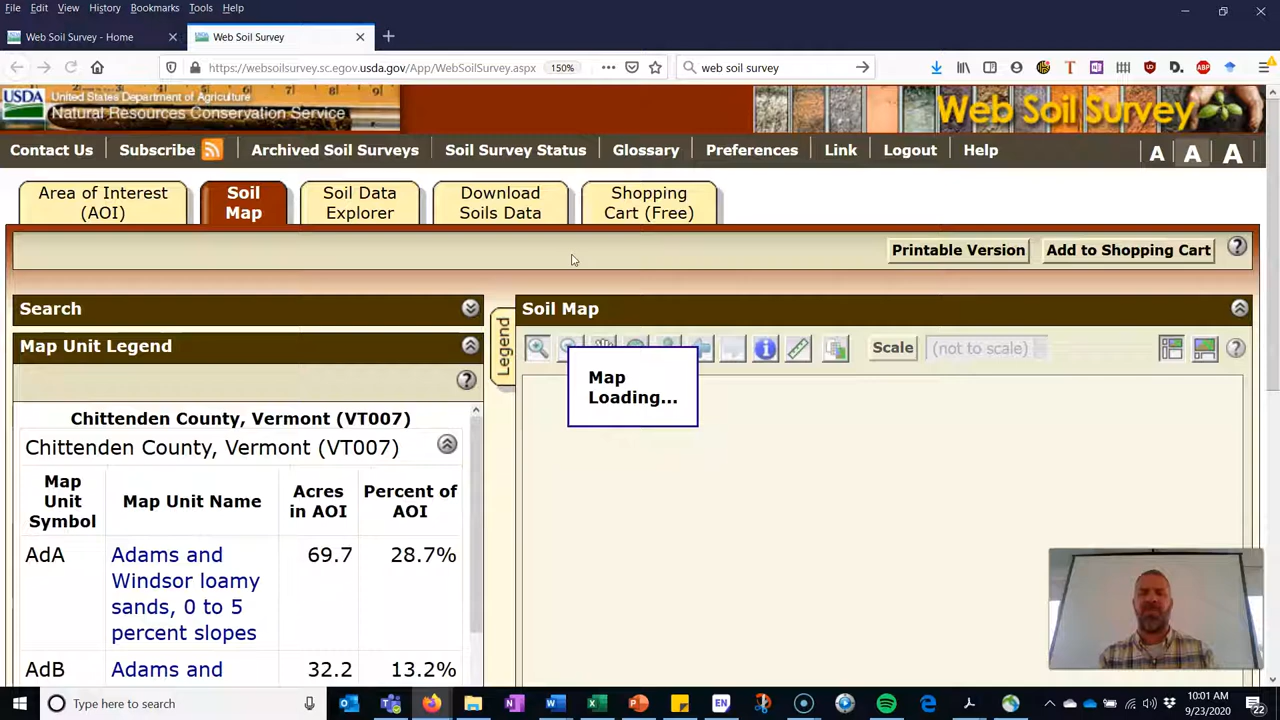 File Edit View History Bookmarks Tools Help
Web Soil Survey - Home
Web Soil Survey
https://websoilsurvey.sc.egov.usda.gov/App/WebSoilSurvey.aspx
150%
web soil survey
USDA
United States Department of Agriculture
Natural Resources Conservation Service
Web Soil Survey
Contact Us
Subscribe
Archived Soil Surveys
Soil Survey Status
Glossary
Preferences
Link
Logout
Help
A A A
Area of Interest
(AOI)
Soil
Map
Soil Data
Explorer
Download
Soils Data
Shopping
Cart (Free)
Printable Version
Add to Shopping Cart
Search
Map Unit Legend
Legend
Soil Map
Scale
(not to scale)
Map
Loading...
Chittenden County, Vermont (VT007)
Chittenden County, Vermont (VT007)
Map
Unit
Symbol
Map Unit Name
Acres
in AOI
Percent of
AOI
AdA
Adams and
Windsor loamy
sands, 0 to 5
percent slopes
69.7
28.7%
AdB
Adams and
32.2
13.2%
Type here to search
EN
10:01 AM
9/23/2020
22